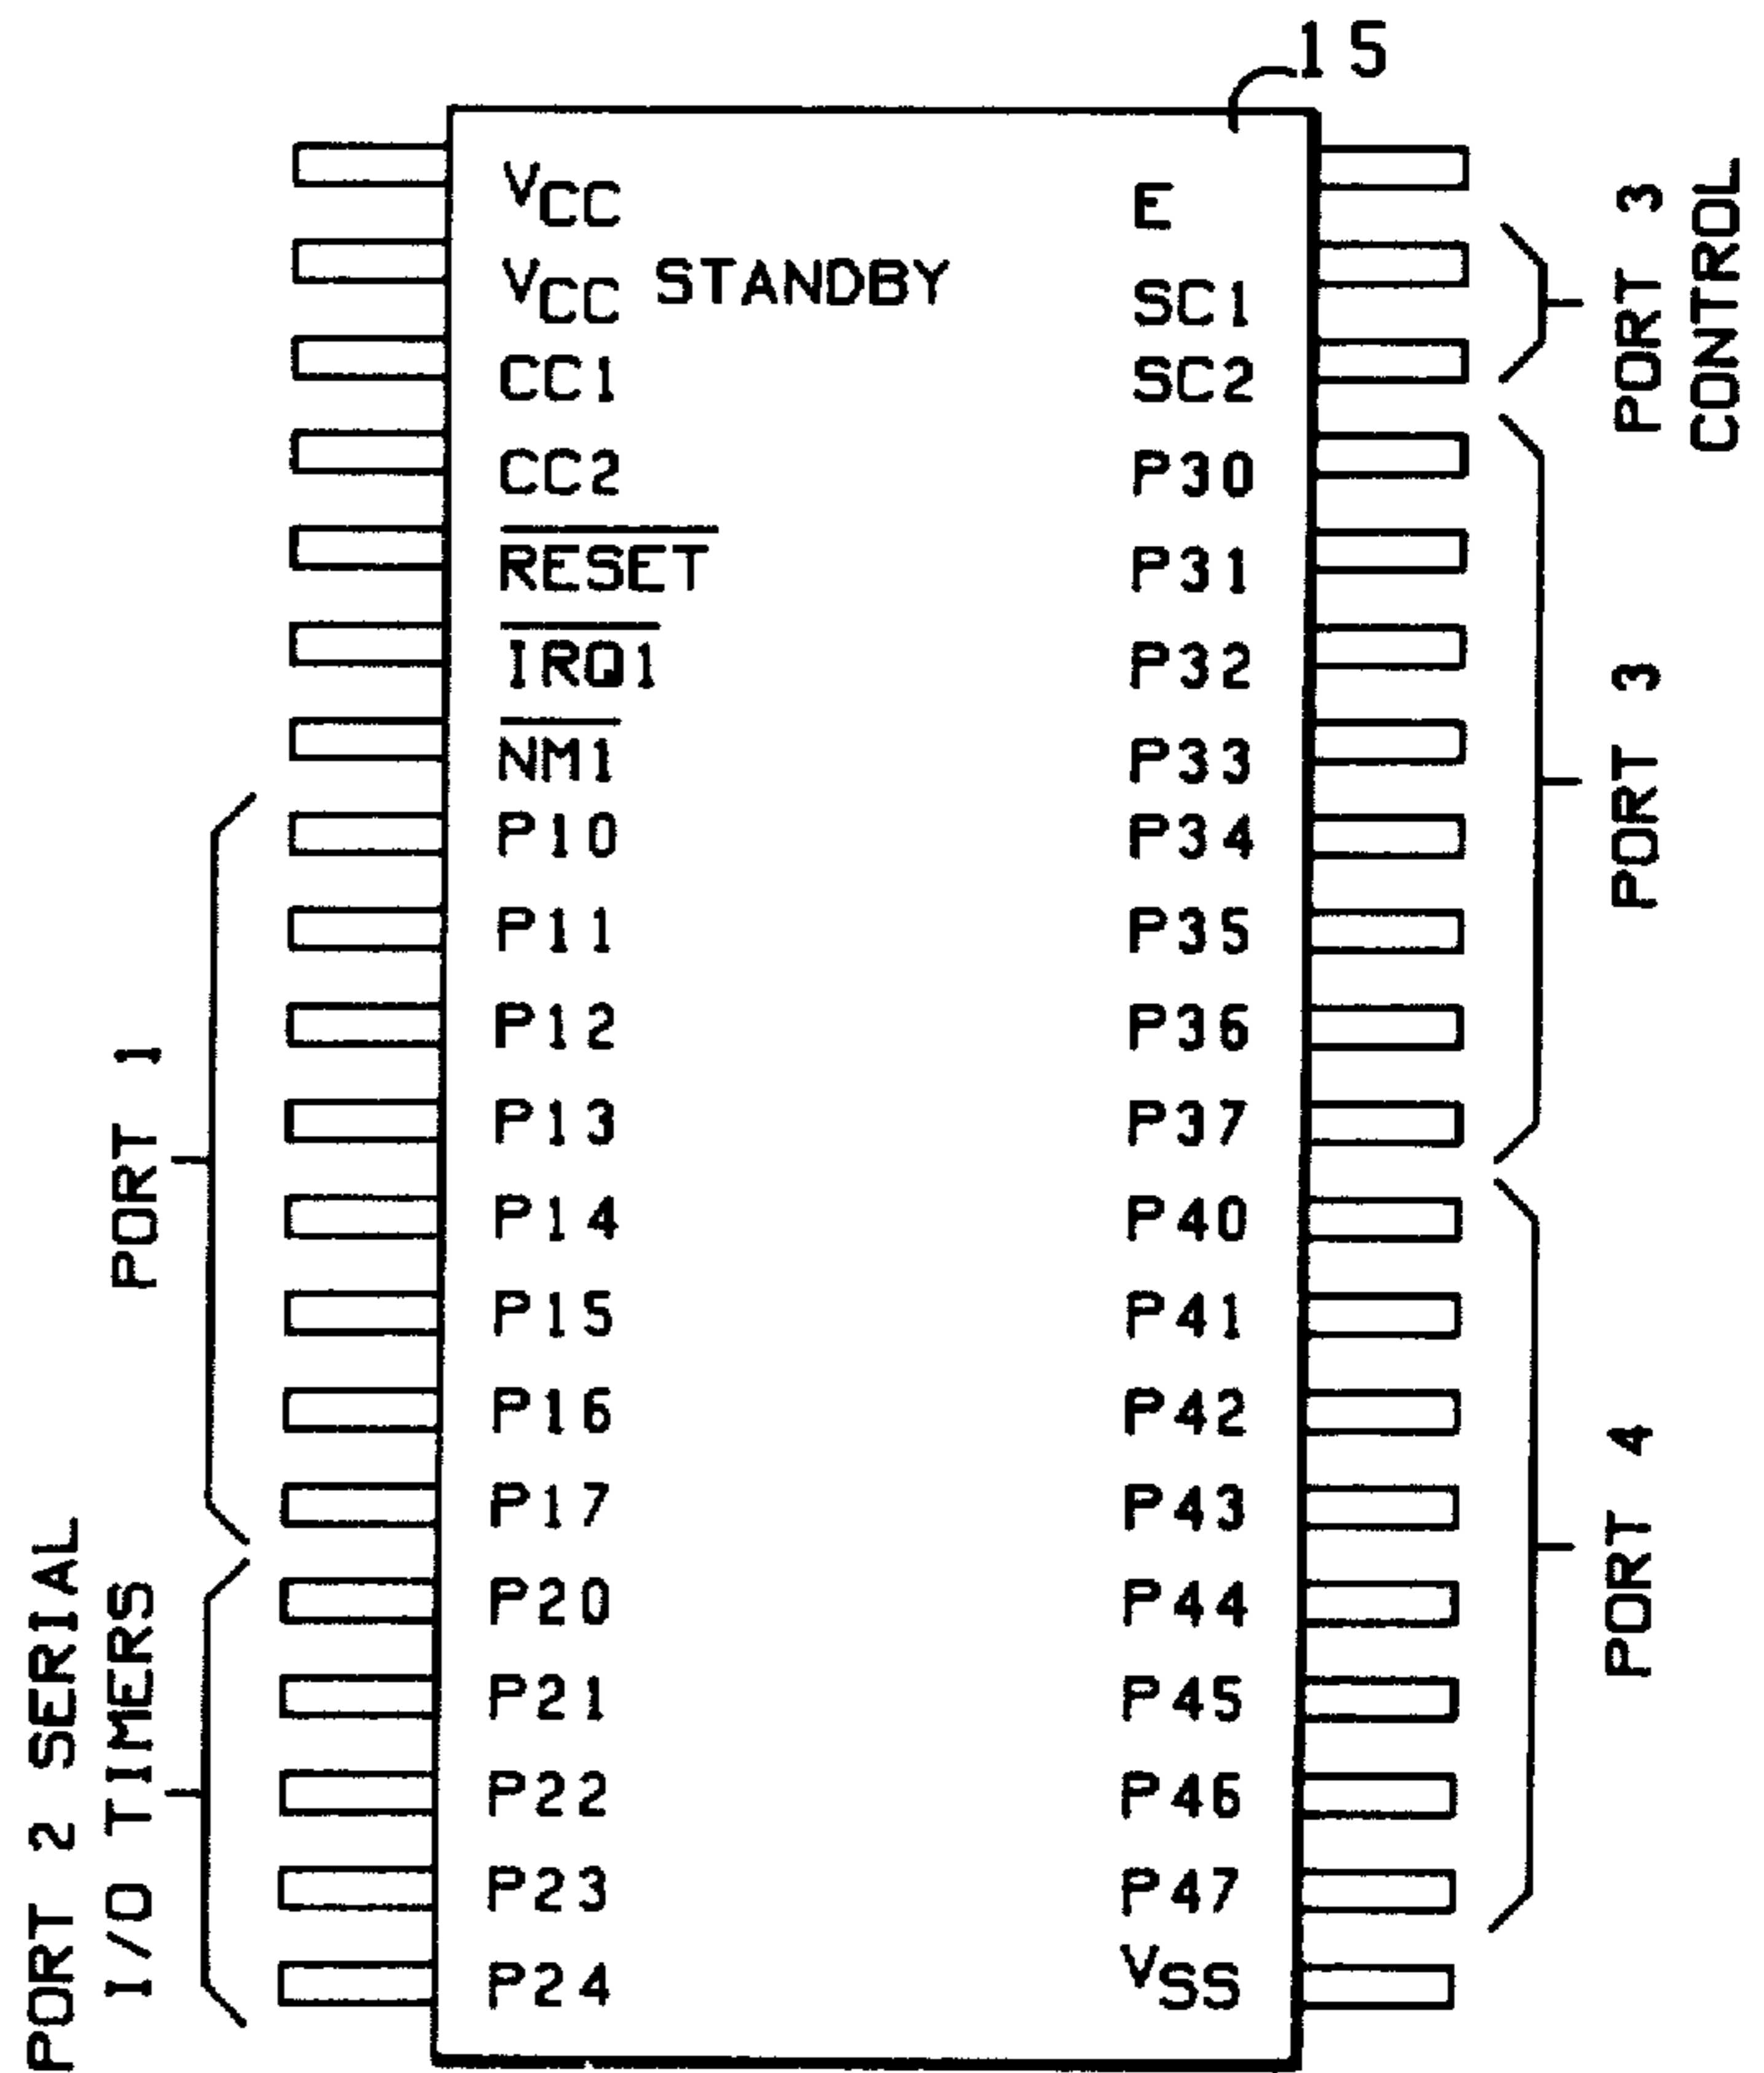 15
VCC
VCC STANDBY
CC1
CC2
RESET
IRQ1
NM1
P10
P11
P12
P13
P14
P15
P16
P17
P20
P21
P22
P23
P24
E
SC1
SC2
P30
P31
P32
P33
P34
P35
P36
P37
P40
P41
P42
P43
P44
P45
P46
P47
VSS
PORT 1
PORT 2 SERIAL
I/O TIMERS
PORT 3
CONTROL
PORT 3
PORT 4